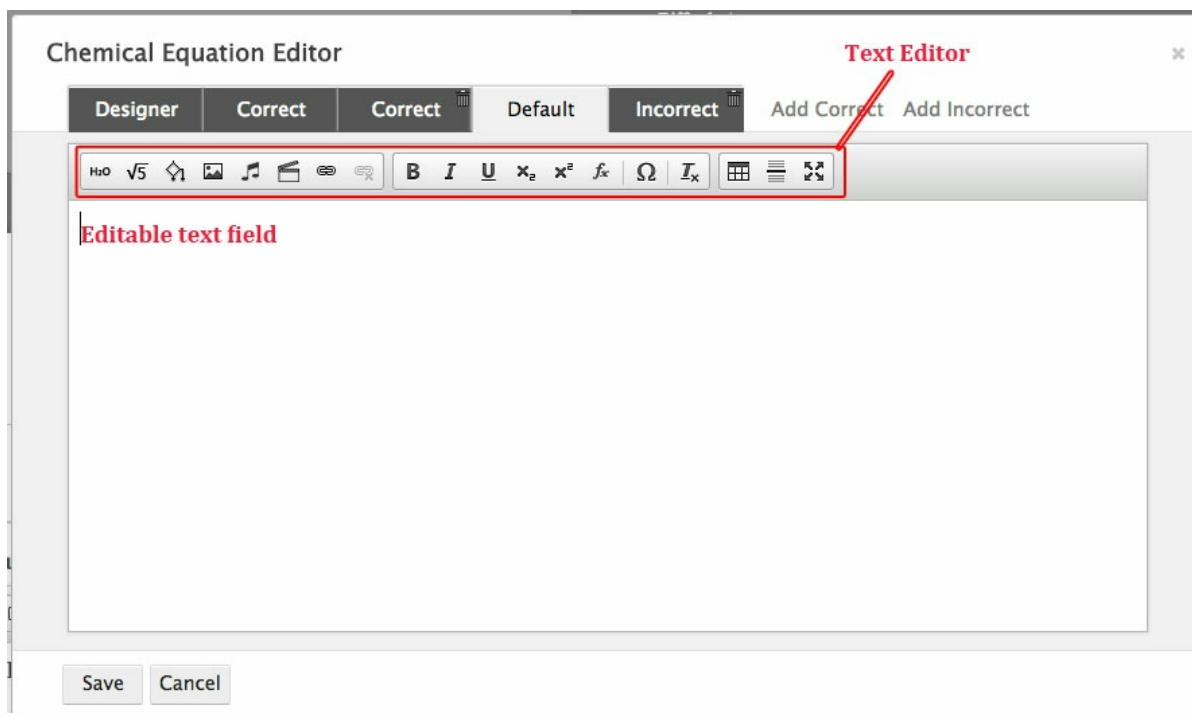 Chemical Equation Editor
Text Editor
Designer Correct Correct Default Incorrect Add Correct Add Incorrect
H₂O √5 B I U x₂ x² fx Ω Ix
Editable text field
Save Cancel